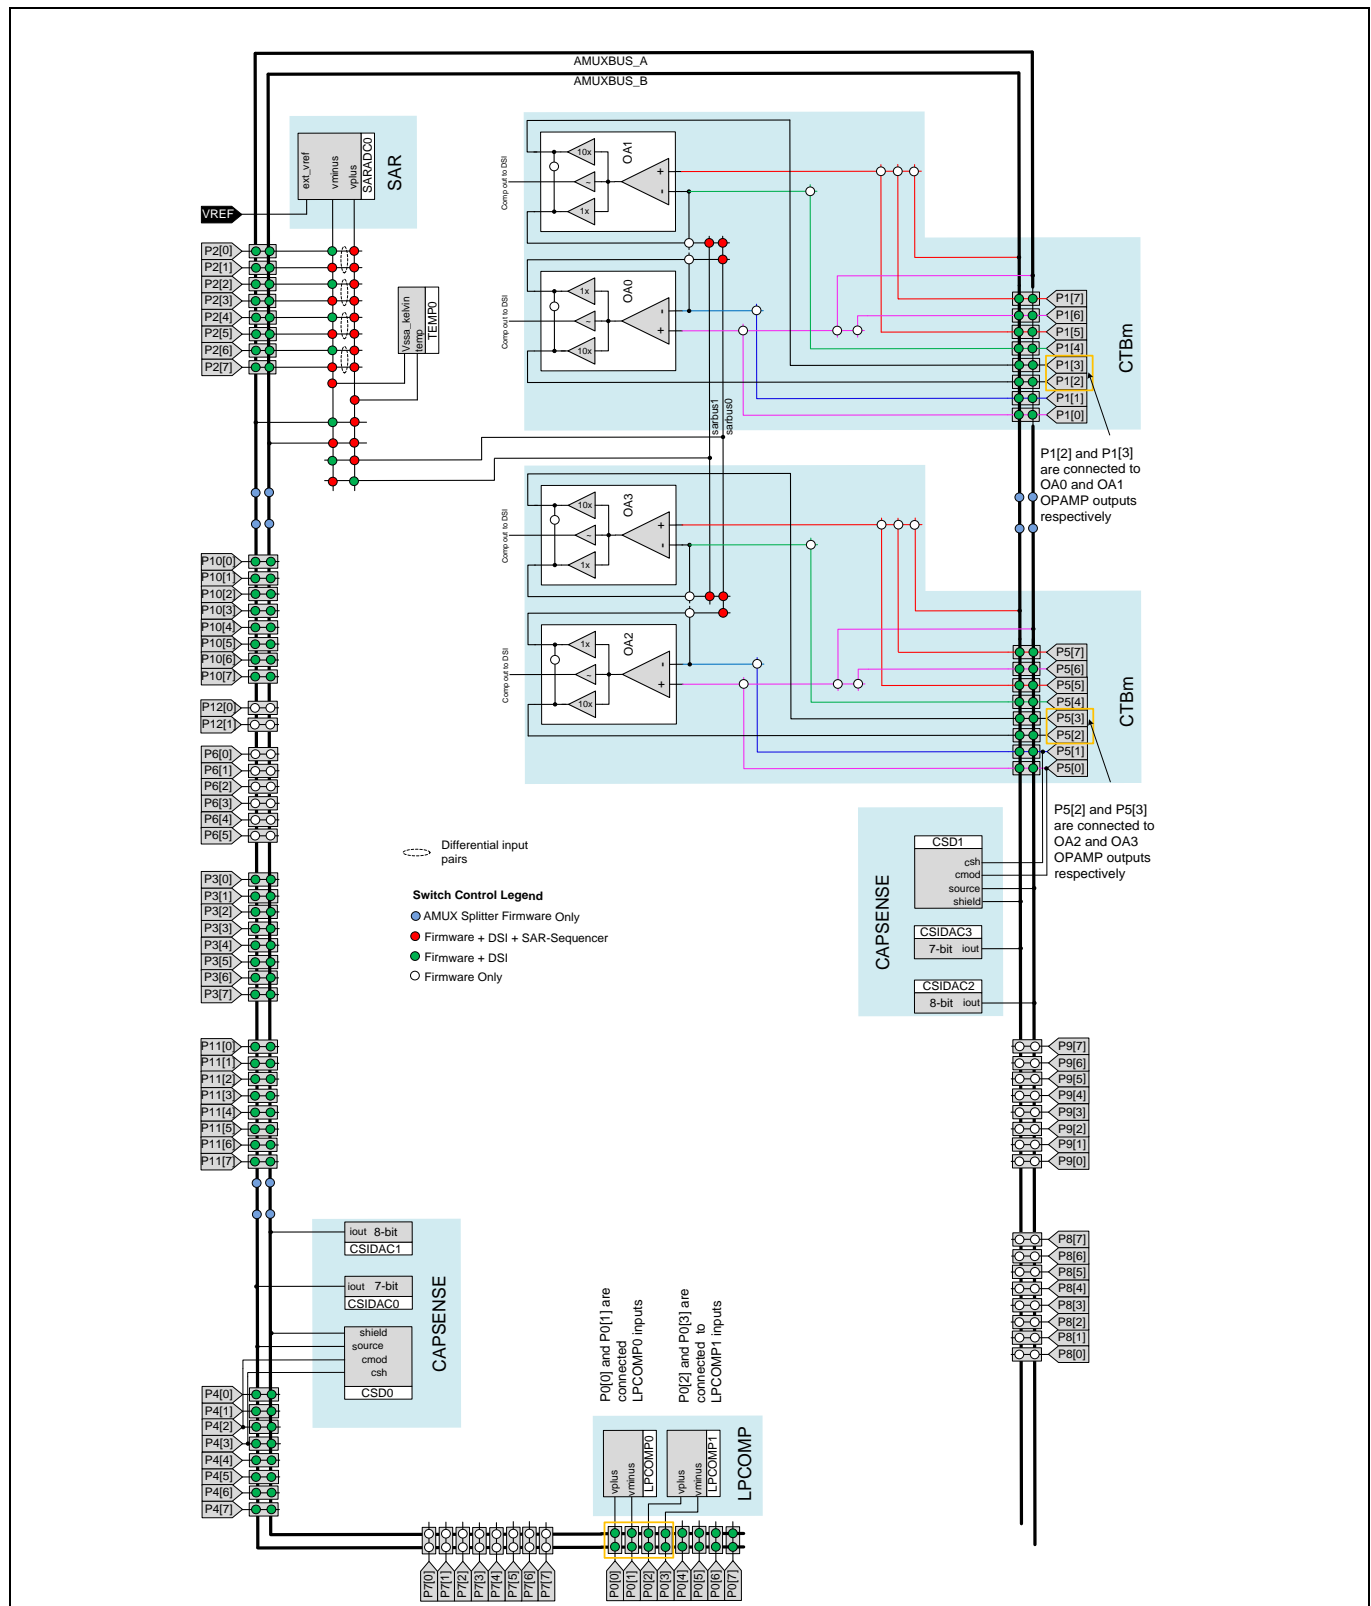 AMUXBUS_A
AMUXBUS_B
SAR
SARADC0
ext_vref
vminus
vplus
VREF
P2[0]
P2[1]
P2[2]
P2[3]
P2[4]
P2[5]
P2[6]
P2[7]
Vssa_kelvin
temp
TEMP0
Comp out to DSI
OA1
10x
~
1x
+
-
Comp out to DSI
OA0
1x
~
10x
-
+
sarbus1
sarbus0
CTBm
P1[7]
P1[6]
P1[5]
P1[4]
P1[3]
P1[2]
P1[1]
P1[0]
P1[2] and P1[3]
are connected to
OA0 and OA1
OPAMP outputs
respectively
Comp out to DSI
OA3
10x
~
1x
+
-
Comp out to DSI
OA2
1x
~
10x
-
+
CTBm
P5[7]
P5[6]
P5[5]
P5[4]
P5[3]
P5[2]
P5[1]
P5[0]
P5[2] and P5[3]
are connected to
OA2 and OA3
OPAMP outputs
respectively
P10[0]
P10[1]
P10[2]
P10[3]
P10[4]
P10[5]
P10[6]
P10[7]
P12[0]
P12[1]
P6[0]
P6[1]
P6[2]
P6[3]
P6[4]
P6[5]
P3[0]
P3[1]
P3[2]
P3[3]
P3[4]
P3[5]
P3[6]
P3[7]
P11[0]
P11[1]
P11[2]
P11[3]
P11[4]
P11[5]
P11[6]
P11[7]
Differential input
pairs
Switch Control Legend
AMUX Splitter Firmware Only
Firmware + DSI + SAR-Sequencer
Firmware + DSI
Firmware Only
CAPSENSE
CSD1
csh
cmod
source
shield
CSIDAC3
7-bit iout
CSIDAC2
8-bit iout
P9[7]
P9[6]
P9[5]
P9[4]
P9[3]
P9[2]
P9[1]
P9[0]
P8[7]
P8[6]
P8[5]
P8[4]
P8[3]
P8[2]
P8[1]
P8[0]
iout 8-bit
CSIDAC1
iout 7-bit
CSIDAC0
shield
source
cmod
csh
CSD0
CAPSENSE
P4[0]
P4[1]
P4[2]
P4[3]
P4[4]
P4[5]
P4[6]
P4[7]
P0[0] and P0[1] are
connected
LPCOMP0 inputs
P0[2] and P0[3] are
connected to
LPCOMP1 inputs
vplus
vminus
LPCOMP0
vplus
vminus
LPCOMP1
LPCOMP
P7[0]
P7[1]
P7[2]
P7[3]
P7[4]
P7[5]
P7[6]
P7[7]
P0[0]
P0[1]
P0[2]
P0[3]
P0[4]
P0[5]
P0[6]
P0[7]